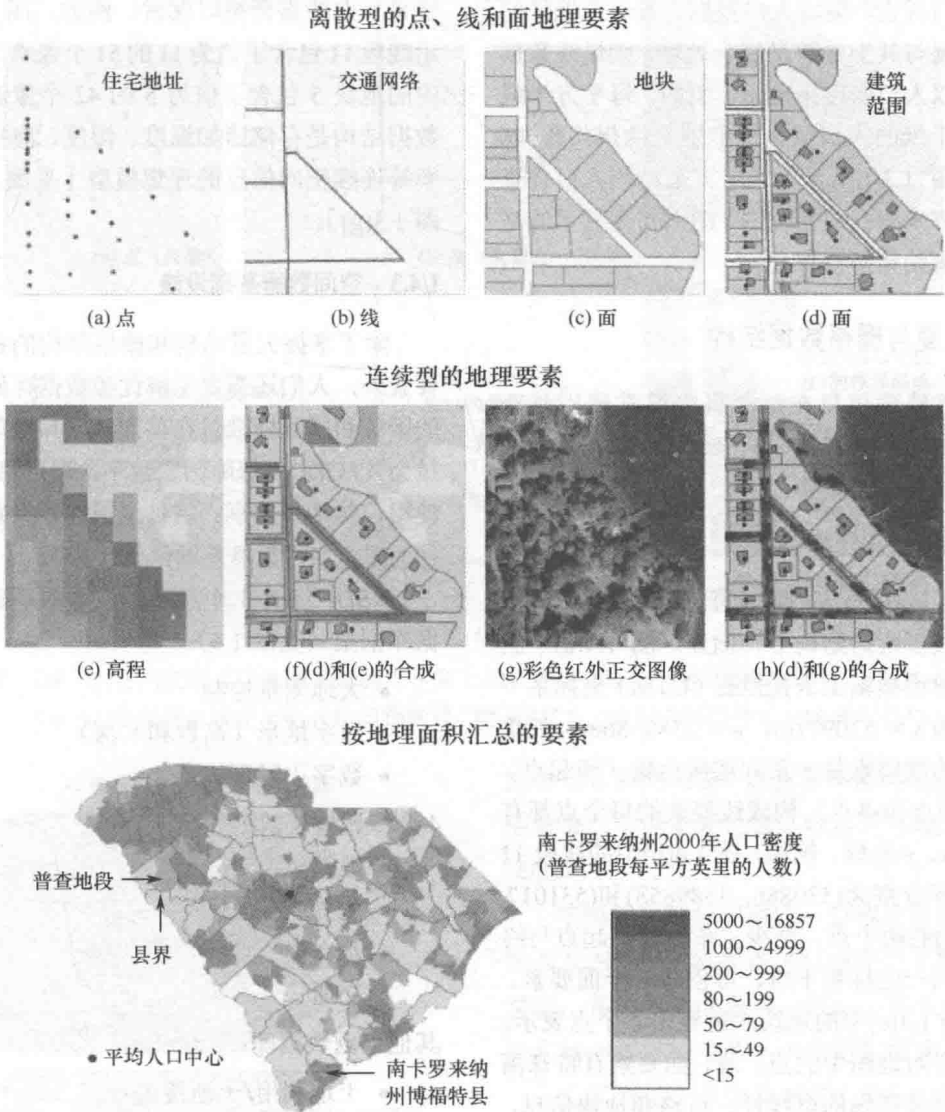 离散型的点、线和面地理要素
住宅地址
交通网络
地块
建筑
范围
(a) 点
(b) 线
(c) 面
(d) 面
连续型的地理要素
(e) 高程
(f)(d)和(e)的合成
(g)彩色红外正交图像
(h)(d)和(g)的合成
按地理面积汇总的要素
普查地段
县界
• 平均人口中心
南卡罗来纳
州博福特县
南卡罗来纳州2000年人口密度
(普查地段每平方英里的人数)
5000～16857
1000～4999
200～999
80～199
50～79
15～49
<15